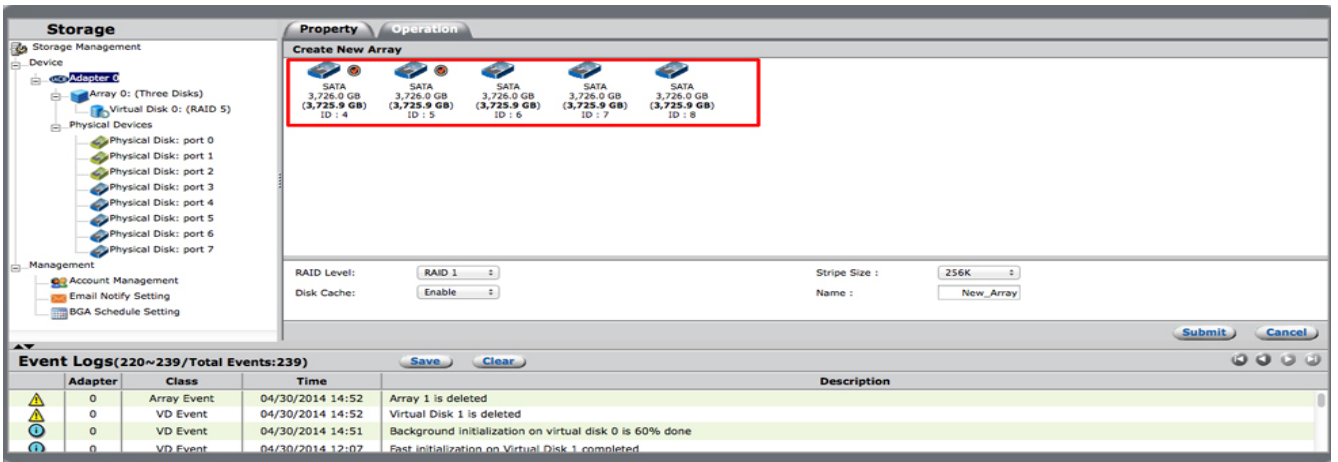 Storage
Storage Management
Device
Adapter 0
Array 0: (Three Disks)
Virtual Disk 0: (RAID 5)
Physical Devices
Physical Disk: port 0
Physical Disk: port 1
Physical Disk: port 2
Physical Disk: port 3
Physical Disk: port 4
Physical Disk: port 5
Physical Disk: port 6
Physical Disk: port 7
Management
Account Management
Email Notify Setting
BGA Schedule Setting
Property Operation
Create New Array
SATA SATA SATA SATA SATA
3,726.0 GB 3,726.0 GB 3,726.0 GB 3,726.0 GB 3,726.0 GB
(3,725.9 GB) (3,725.9 GB) (3,725.9 GB) (3,725.9 GB) (3,725.9 GB)
ID : 4 ID : 5 ID : 6 ID : 7 ID : 8
RAID Level: RAID 1 Stripe Size : 256K
Disk Cache: Enable Name : New_Array
Submit Cancel
Event Logs(220~239/Total Events:239) Save Clear
Adapter Class Time Description
0 Array Event 04/30/2014 14:52 Array 1 is deleted
0 VD Event 04/30/2014 14:52 Virtual Disk 1 is deleted
0 VD Event 04/30/2014 14:51 Background initialization on virtual disk 0 is 60% done
0 VD Event 04/30/2014 12:07 Fast initialization on Virtual Disk 1 completed